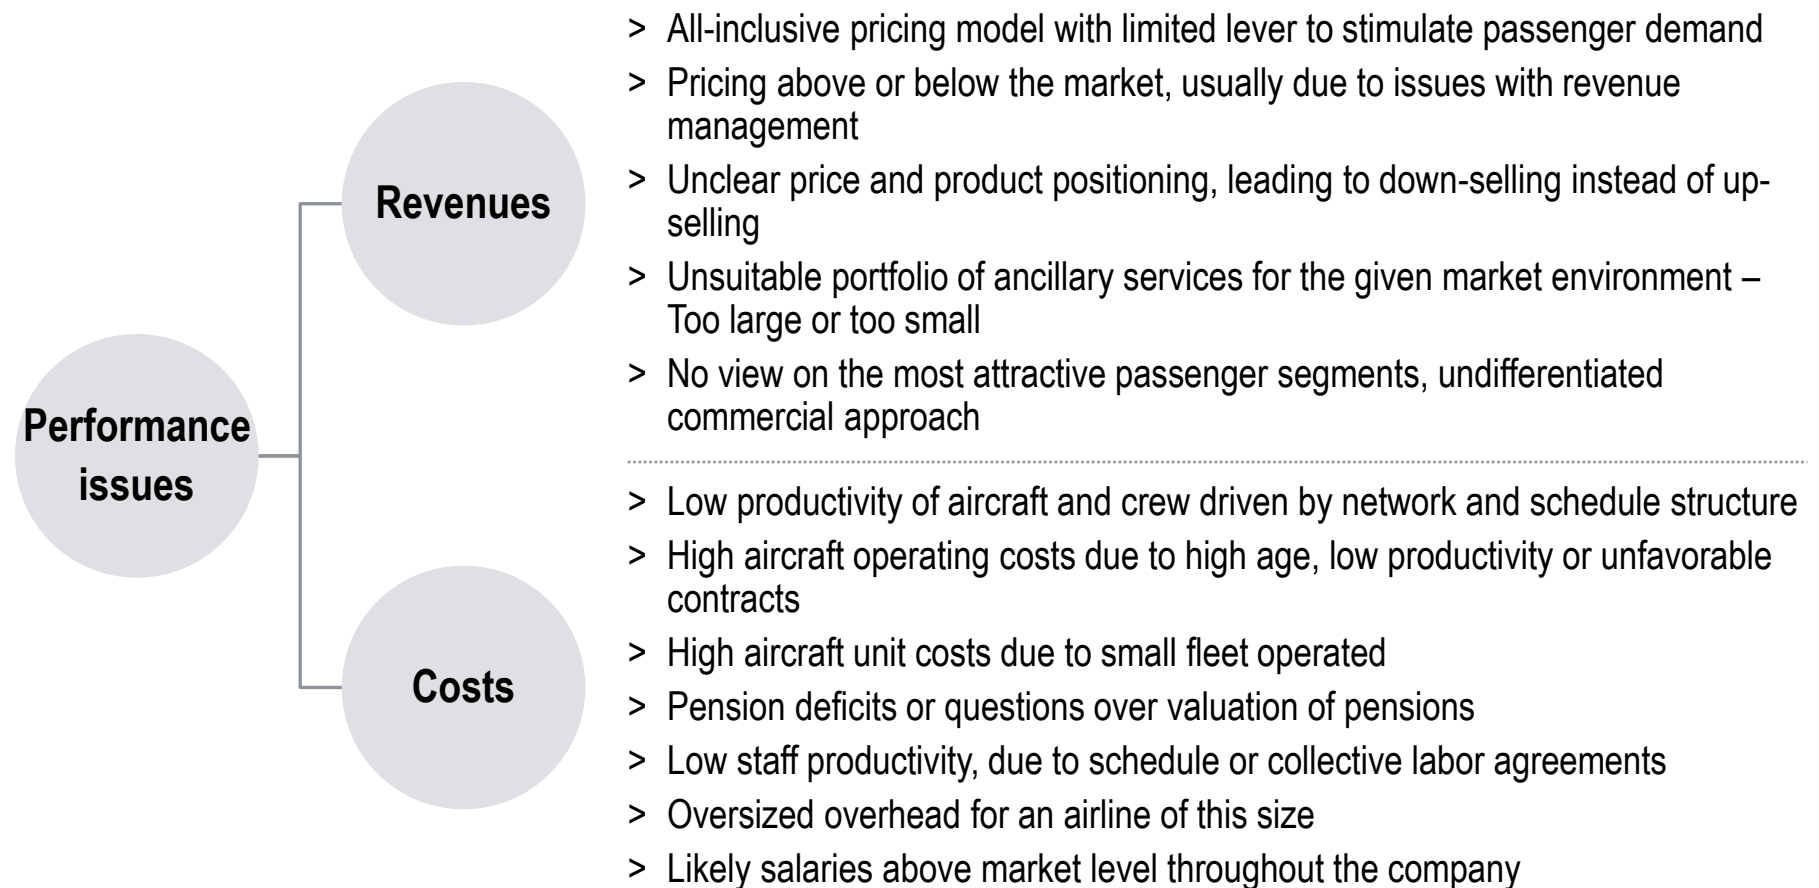 Performance
issues
Revenues
> All-inclusive pricing model with limited lever to stimulate passenger demand
> Pricing above or below the market, usually due to issues with revenue
management
> Unclear price and product positioning, leading to down-selling instead of up-
selling
> Unsuitable portfolio of ancillary services for the given market environment –
Too large or too small
> No view on the most attractive passenger segments, undifferentiated
commercial approach
Costs
> Low productivity of aircraft and crew driven by network and schedule structure
> High aircraft operating costs due to high age, low productivity or unfavorable
contracts
> High aircraft unit costs due to small fleet operated
> Pension deficits or questions over valuation of pensions
> Low staff productivity, due to schedule or collective labor agreements
> Oversized overhead for an airline of this size
> Likely salaries above market level throughout the company